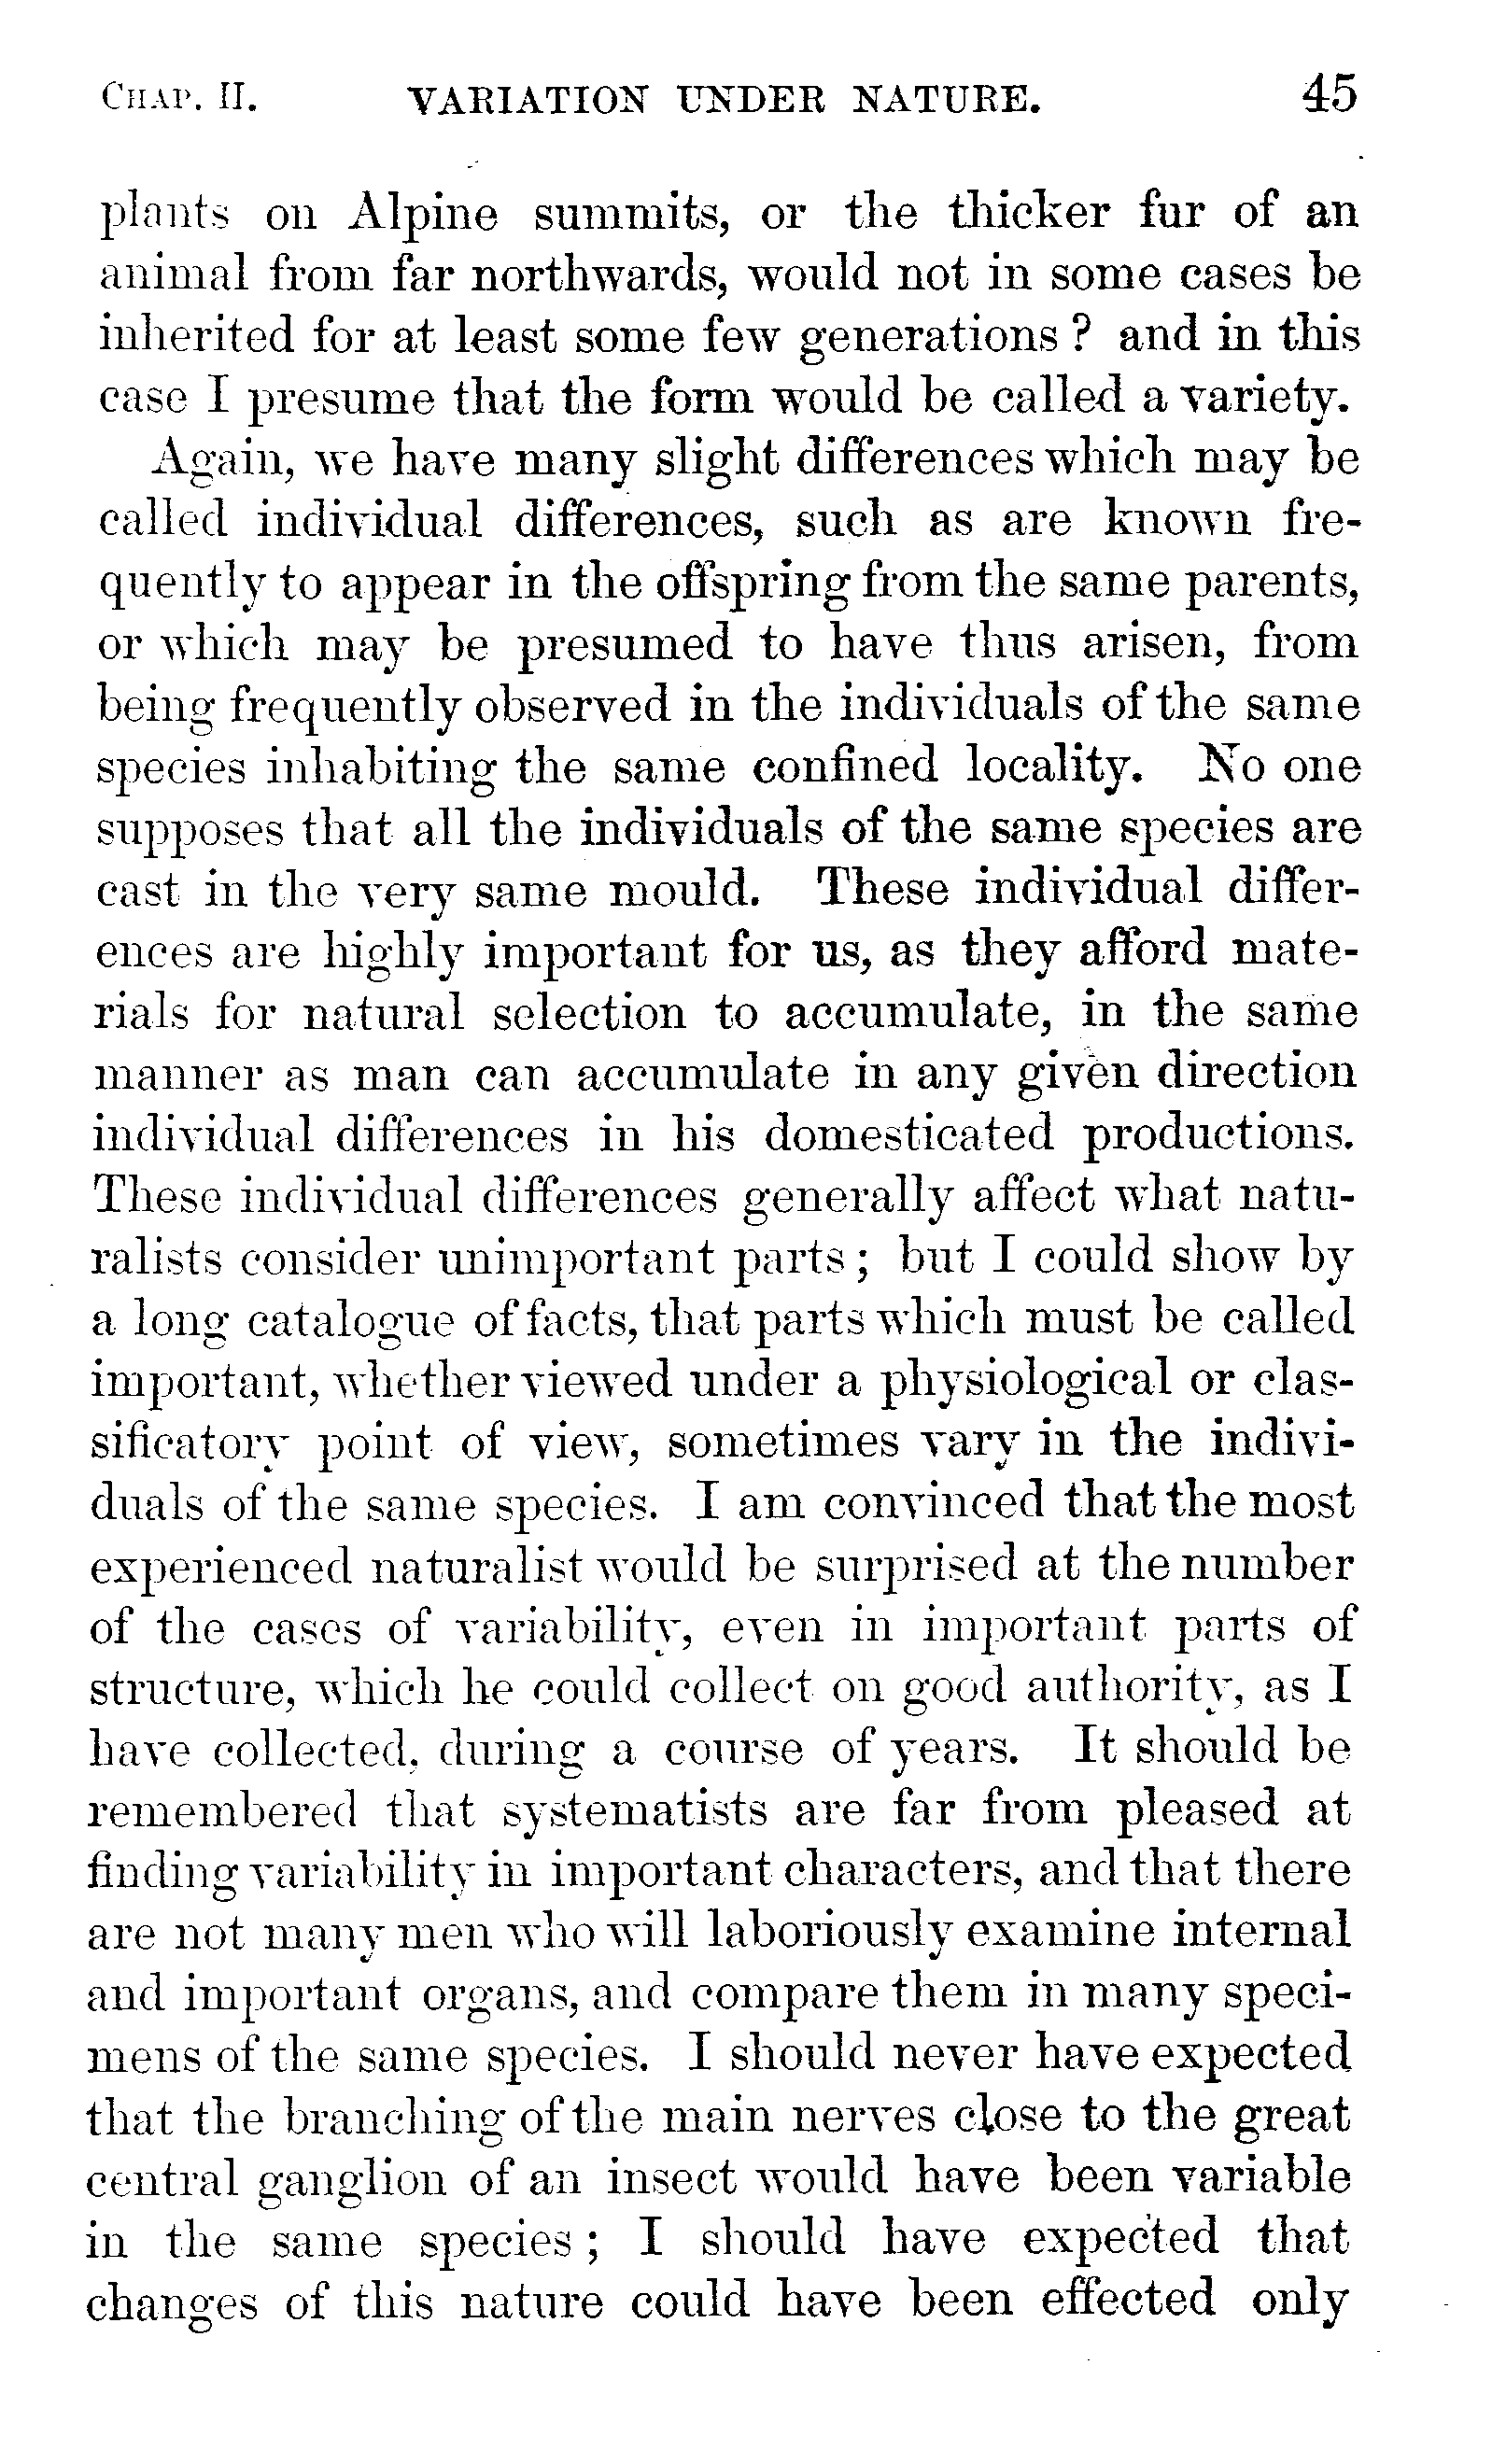 CHAP. II. VARIATION UNDER NATURE. 45
plants on Alpine summits, or the thicker fur of an
animal from far northwards, would not in some cases be
inherited for at least some few generations ? and in this
case I presume that the form would be called a variety.
Again, we have many slight differences which may be
called individual differences, such as are known fre-
quently to appear in the offspring from the same parents,
or which may be presumed to have thus arisen, from
being frequently observed in the individuals of the same
species inhabiting the same confined locality. No one
supposes that all the individuals of the same species are
cast in the very same mould. These individual differ-
ences are highly important for us, as they afford mate-
rials for natural selection to accumulate, in the same
manner as man can accumulate in any given direction
individual differences in his domesticated productions.
These individual differences generally affect what natu-
ralists consider unimportant parts ; but I could show by
a long catalogue of facts, that parts which must be called
important, whether viewed under a physiological or clas-
sificatory point of view, sometimes vary in the indivi-
duals of the same species. I am convinced that the most
experienced naturalist would be surprised at the number
of the cases of variability, even in important parts of
structure, which he could collect on good authority, as I
have collected, during a course of years. It should be
remembered that systematists are far from pleased at
finding variability in important characters, and that there
are not many men who will laboriously examine internal
and important organs, and compare them in many speci-
mens of the same species. I should never have expected
that the branching of the main nerves close to the great
central ganglion of an insect would have been variable
in the same species ; I should have expected that
changes of this nature could have been effected only